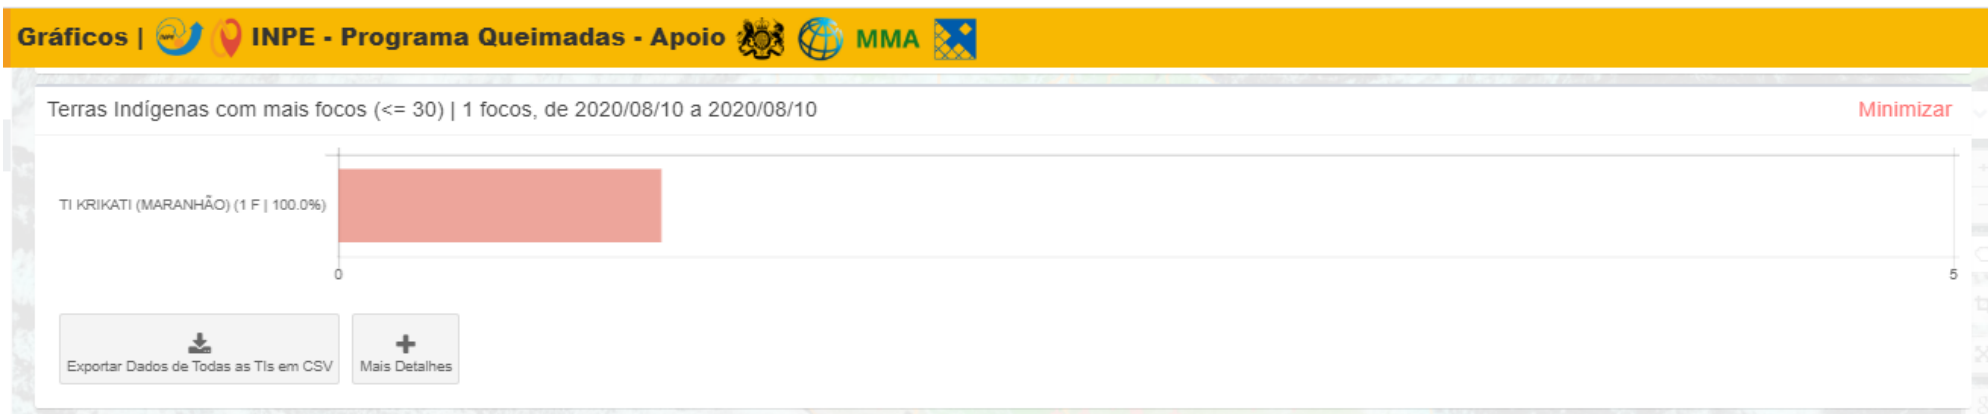 Gráficos | INPE - Programa Queimadas - Apoio MMA
Terras Indígenas com mais focos (<= 30) | 1 focos, de 2020/08/10 a 2020/08/10
Minimizar
TI KRIKATI (MARANHÃO) (1 F | 100.0%)
0
5
Exportar Dados de Todas as TIs em CSV
Mais Detalhes